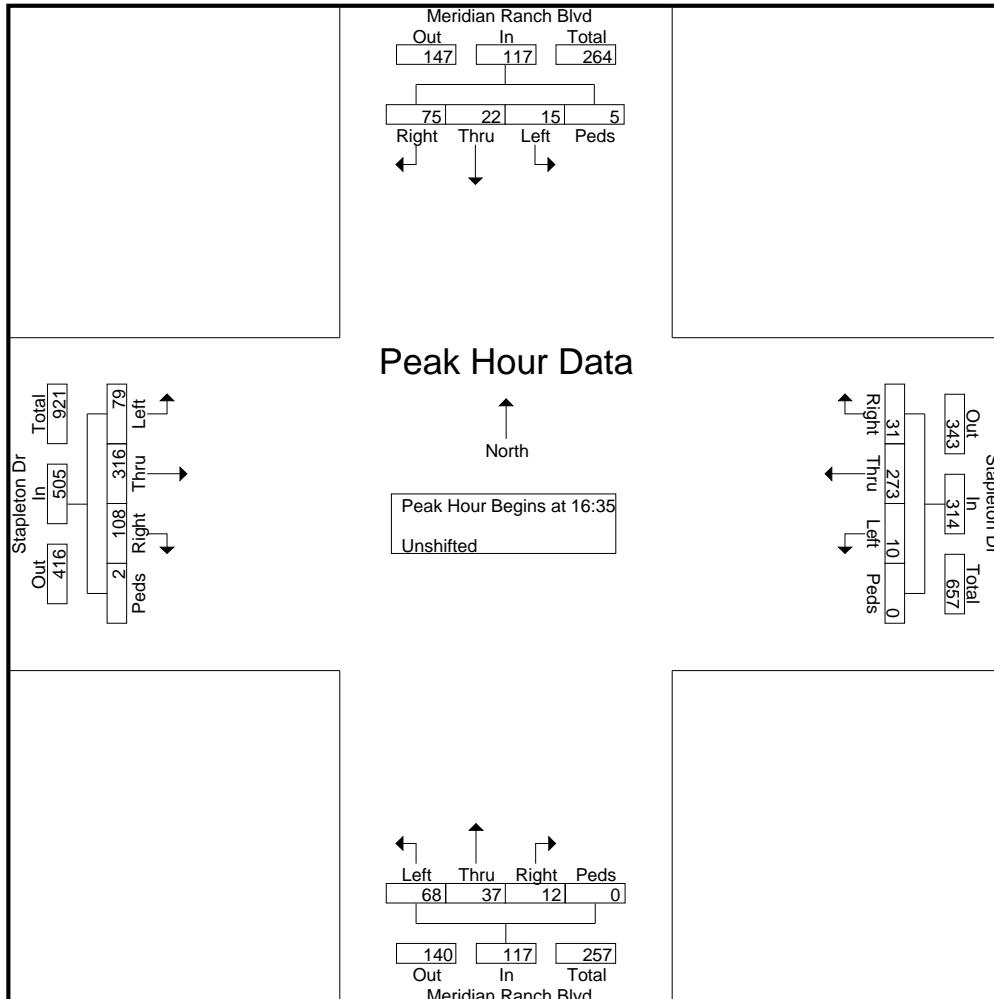 Meridian Ranch Blvd
Out In Total
147 117 264
75 22 15 5
Right Thru Left Peds
Peak Hour Data
North
Peak Hour Begins at 16:35
Unshifted
Stapleton Dr
Total In Out
921 505 416
79 316 108 2
Left Thru Right Peds
Right Thru Left Peds
31 273 10 0
Out In Total
343 314 657
Stapleton Dr
Left Thru Right Peds
68 37 12 0
140 117 257
Out In Total
Meridian Ranch Blvd